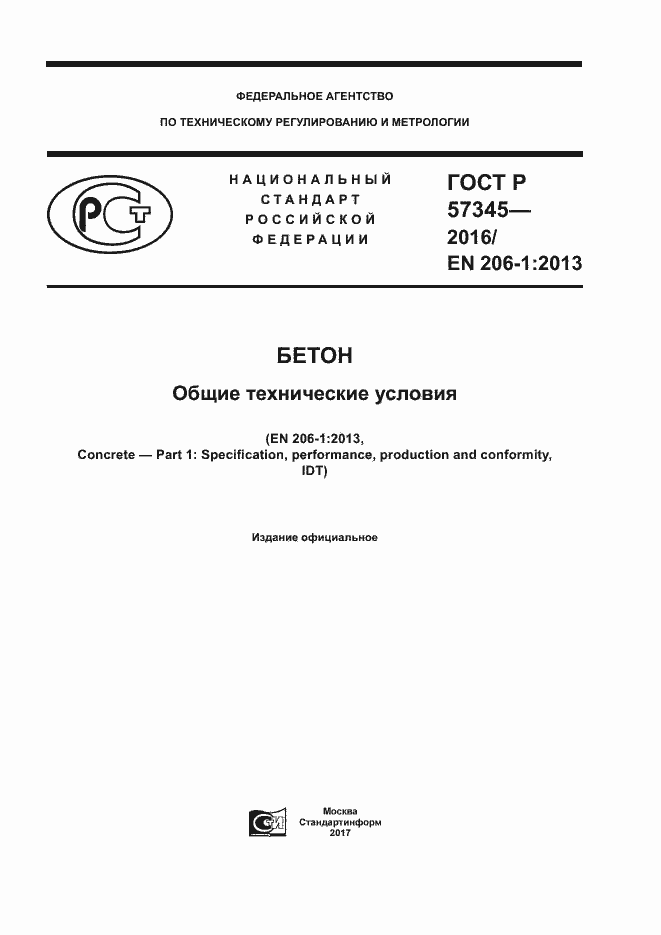 ФЕДЕРАЛЬНОЕ АГЕНТСТВО
ПО ТЕХНИЧЕСКОМУ РЕГУЛИРОВАНИЮ И МЕТРОЛОГИИ
РСТ
НАЦИОНАЛЬНЫЙ
СТАНДАРТ
РОССИЙСКОЙ
ФЕДЕРАЦИИ
ГОСТ Р
57345—
2016/
EN 206-1:2013
БЕТОН
Общие технические условия
(EN 206-1:2013,
Concrete — Part 1: Specification, performance, production and conformity,
IDT)
Издание официальное
Москва
Стандартинформ
2017